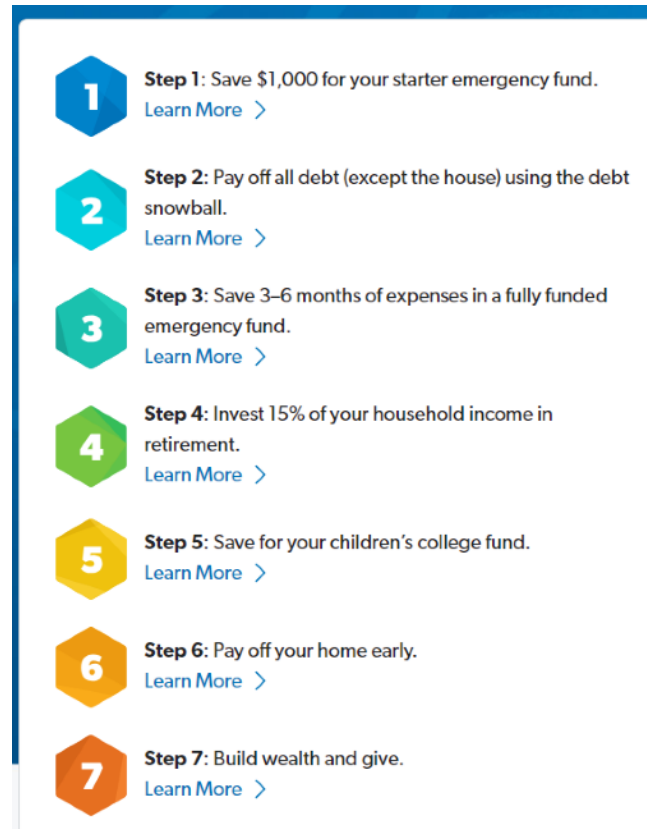 1
Step 1: Save $1,000 for your starter emergency fund.
Learn More >
2
Step 2: Pay off all debt (except the house) using the debt
snowball.
Learn More >
3
Step 3: Save 3–6 months of expenses in a fully funded
emergency fund.
Learn More >
4
Step 4: Invest 15% of your household income in
retirement.
Learn More >
5
Step 5: Save for your children’s college fund.
Learn More >
6
Step 6: Pay off your home early.
Learn More >
7
Step 7: Build wealth and give.
Learn More >